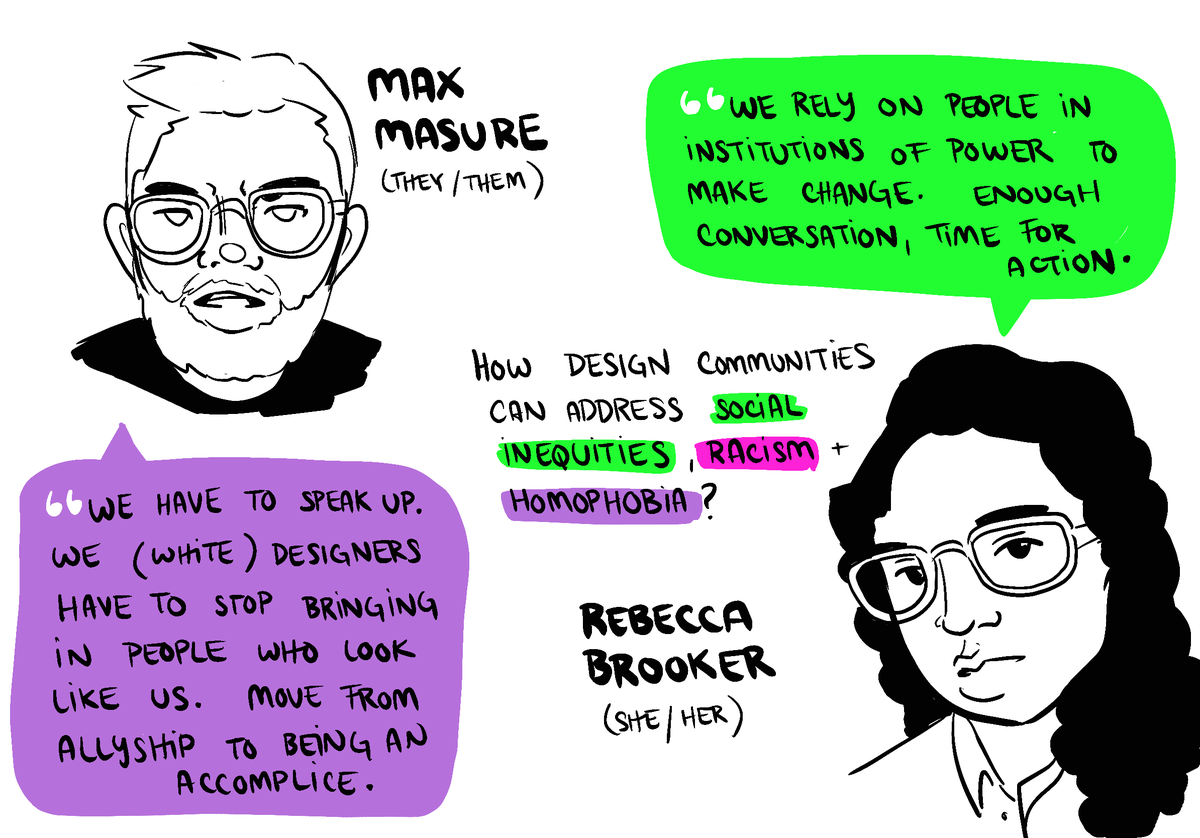 MAX
MASURE
(THEY/THEM)
“WE RELY ON PEOPLE IN
INSTITUTIONS OF POWER TO
MAKE CHANGE. ENOUGH
CONVERSATION, TIME FOR
ACTION.
HOW DESIGN COMMUNITIES
CAN ADDRESS SOCIAL
INEQUITIES, RACISM +
HOMOPHOBIA?
“WE HAVE TO SPEAK UP.
WE (WHITE) DESIGNERS
HAVE TO STOP BRINGING
IN PEOPLE WHO LOOK
LIKE US. MOVE FROM
ALLYSHIP TO BEING AN
ACCOMPLICE.
REBECCA
BROOKER
(SHE/HER)